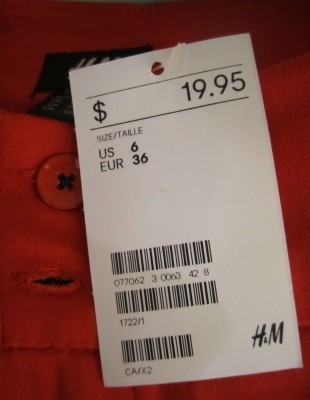 H&M
$ 19.95
SIZE/TAILLE
US 6
EUR 36
077062 3 0063 42 8
1722/1
CA/X2
H&M